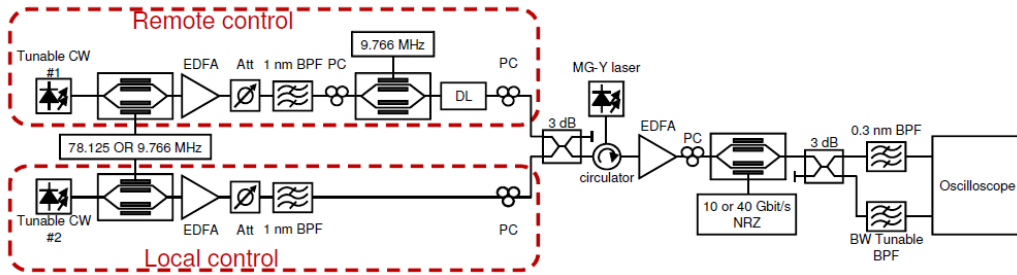 Remote control
Tunable CW
#1
EDFA
Att
1 nm BPF
PC
9.766 MHz
DL
PC
78.125 OR 9.766 MHz
Tunable CW
#2
EDFA
Att
1 nm BPF
PC
Local control
3 dB
MG-Y laser
circulator
EDFA
PC
10 or 40 Gbit/s
NRZ
3 dB
0.3 nm BPF
BW Tunable
BPF
Oscilloscope